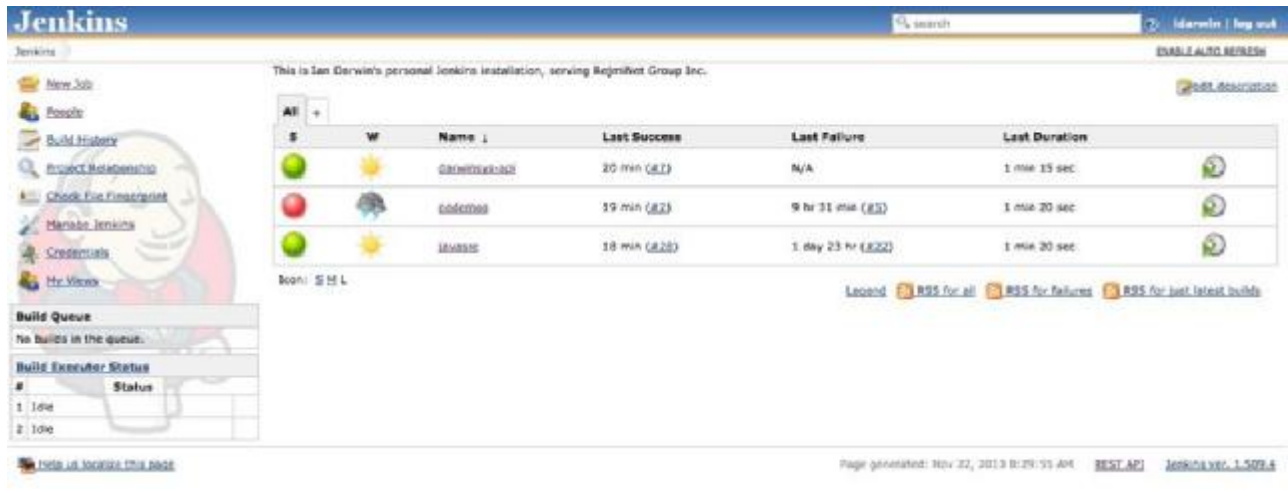 Jenkins
search
idarwin | log out
Jenkins
ENABLE AUTO REFRESH
New Job
People
Build History
Project Relationship
Check File Fingerprint
Manage Jenkins
Credentials
My Views
Build Queue
No builds in the queue.
Build Executor Status
# Status
1 Idle
2 Idle
This is Ian Darwin's personal Jenkins installation, serving RejmiNet Group Inc.
edit description
All +
S W Name ↓ Last Success Last Failure Last Duration
darwinsys-api 20 min (#7) N/A 1 min 15 sec
19 min (#2) 9 hr 31 min (#5) 1 min 20 sec
javasrc 18 min (#28) 1 day 23 hr (#22) 1 min 20 sec
Icon: S M L
Legend RSS for all RSS for failures RSS for just latest builds
Help us localize this page
Page generated: Nov 22, 2013 8:29:55 AM REST API Jenkins ver. 1.509.4